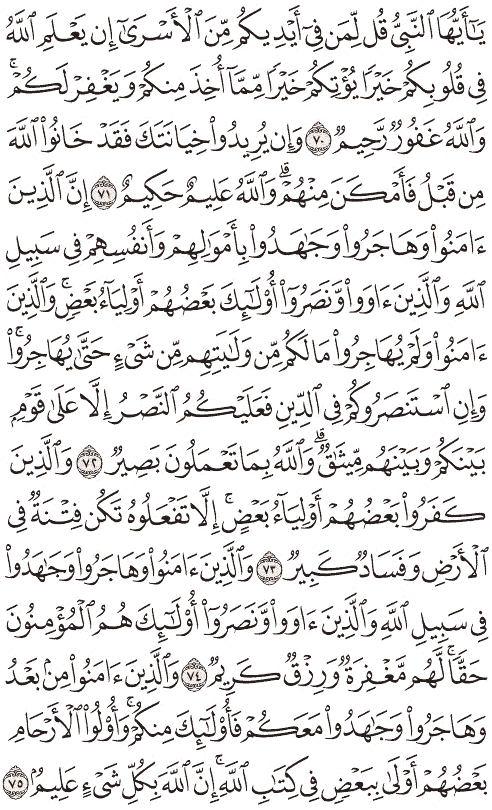 يَـٰٓأَيُّهَا ٱلنَّبِيُّ قُل لِّمَن فِيٓ أَيْدِيكُم مِّنَ ٱلْأَسْرَىٰٓ إِن يَعْلَمِ ٱللَّهُ
فِي قُلُوبِكُمْ خَيْرًا يُؤْتِكُمْ خَيْرًا مِّمَّآ أُخِذَ مِنكُمْ وَيَغْفِرْ لَكُمْ ۚ
وَٱللَّهُ غَفُورٌ رَّحِيمٌ ٧٠ وَإِن يُرِيدُوا۟ خِيَانَتَكَ فَقَدْ خَانُوا۟ ٱللَّهَ
مِن قَبْلُ فَأَمْكَنَ مِنْهُمْ ۗ وَٱللَّهُ عَلِيمٌ حَكِيمٌ ٧١ إِنَّ ٱلَّذِينَ
ءَامَنُوا۟ وَهَاجَرُوا۟ وَجَـٰهَدُوا۟ بِأَمْوَٰلِهِمْ وَأَنفُسِهِمْ فِي سَبِيلِ
ٱللَّهِ وَٱلَّذِينَ ءَاوَوا۟ وَّنَصَرُوٓا۟ أُو۟لَـٰٓئِكَ بَعْضُهُمْ أَوْلِيَآءُ بَعْضٍ ۚ وَٱلَّذِينَ
ءَامَنُوا۟ وَلَمْ يُهَاجِرُوا۟ مَا لَكُم مِّن وَلَـٰيَتِهِم مِّن شَيْءٍ حَتَّىٰ يُهَاجِرُوا۟ ۚ
وَإِنِ ٱسْتَنصَرُوكُمْ فِي ٱلدِّينِ فَعَلَيْكُمُ ٱلنَّصْرُ إِلَّا عَلَىٰ قَوْمٍۭ
بَيْنَكُمْ وَبَيْنَهُم مِّيثَـٰقٌ ۗ وَٱللَّهُ بِمَا تَعْمَلُونَ بَصِيرٌ ٧٢ وَٱلَّذِينَ
كَفَرُوا۟ بَعْضُهُمْ أَوْلِيَآءُ بَعْضٍ ۚ إِلَّا تَفْعَلُوهُ تَكُن فِتْنَةٌ فِي
ٱلْأَرْضِ وَفَسَادٌ كَبِيرٌ ٧٣ وَٱلَّذِينَ ءَامَنُوا۟ وَهَاجَرُوا۟ وَجَـٰهَدُوا۟
فِي سَبِيلِ ٱللَّهِ وَٱلَّذِينَ ءَاوَوا۟ وَّنَصَرُوٓا۟ أُو۟لَـٰٓئِكَ هُمُ ٱلْمُؤْمِنُونَ
حَقًّا ۚ لَّهُم مَّغْفِرَةٌ وَرِزْقٌ كَرِيمٌ ٧٤ وَٱلَّذِينَ ءَامَنُوا۟ مِنۢ بَعْدُ
وَهَاجَرُوا۟ وَجَـٰهَدُوا۟ مَعَكُمْ فَأُو۟لَـٰٓئِكَ مِنكُمْ ۚ وَأُو۟لُوا۟ ٱلْأَرْحَامِ
بَعْضُهُمْ أَوْلَىٰ بِبَعْضٍ فِي كِتَـٰبِ ٱللَّهِ ۗ إِنَّ ٱللَّهَ بِكُلِّ شَيْءٍ عَلِيمٌۢ ٧٥